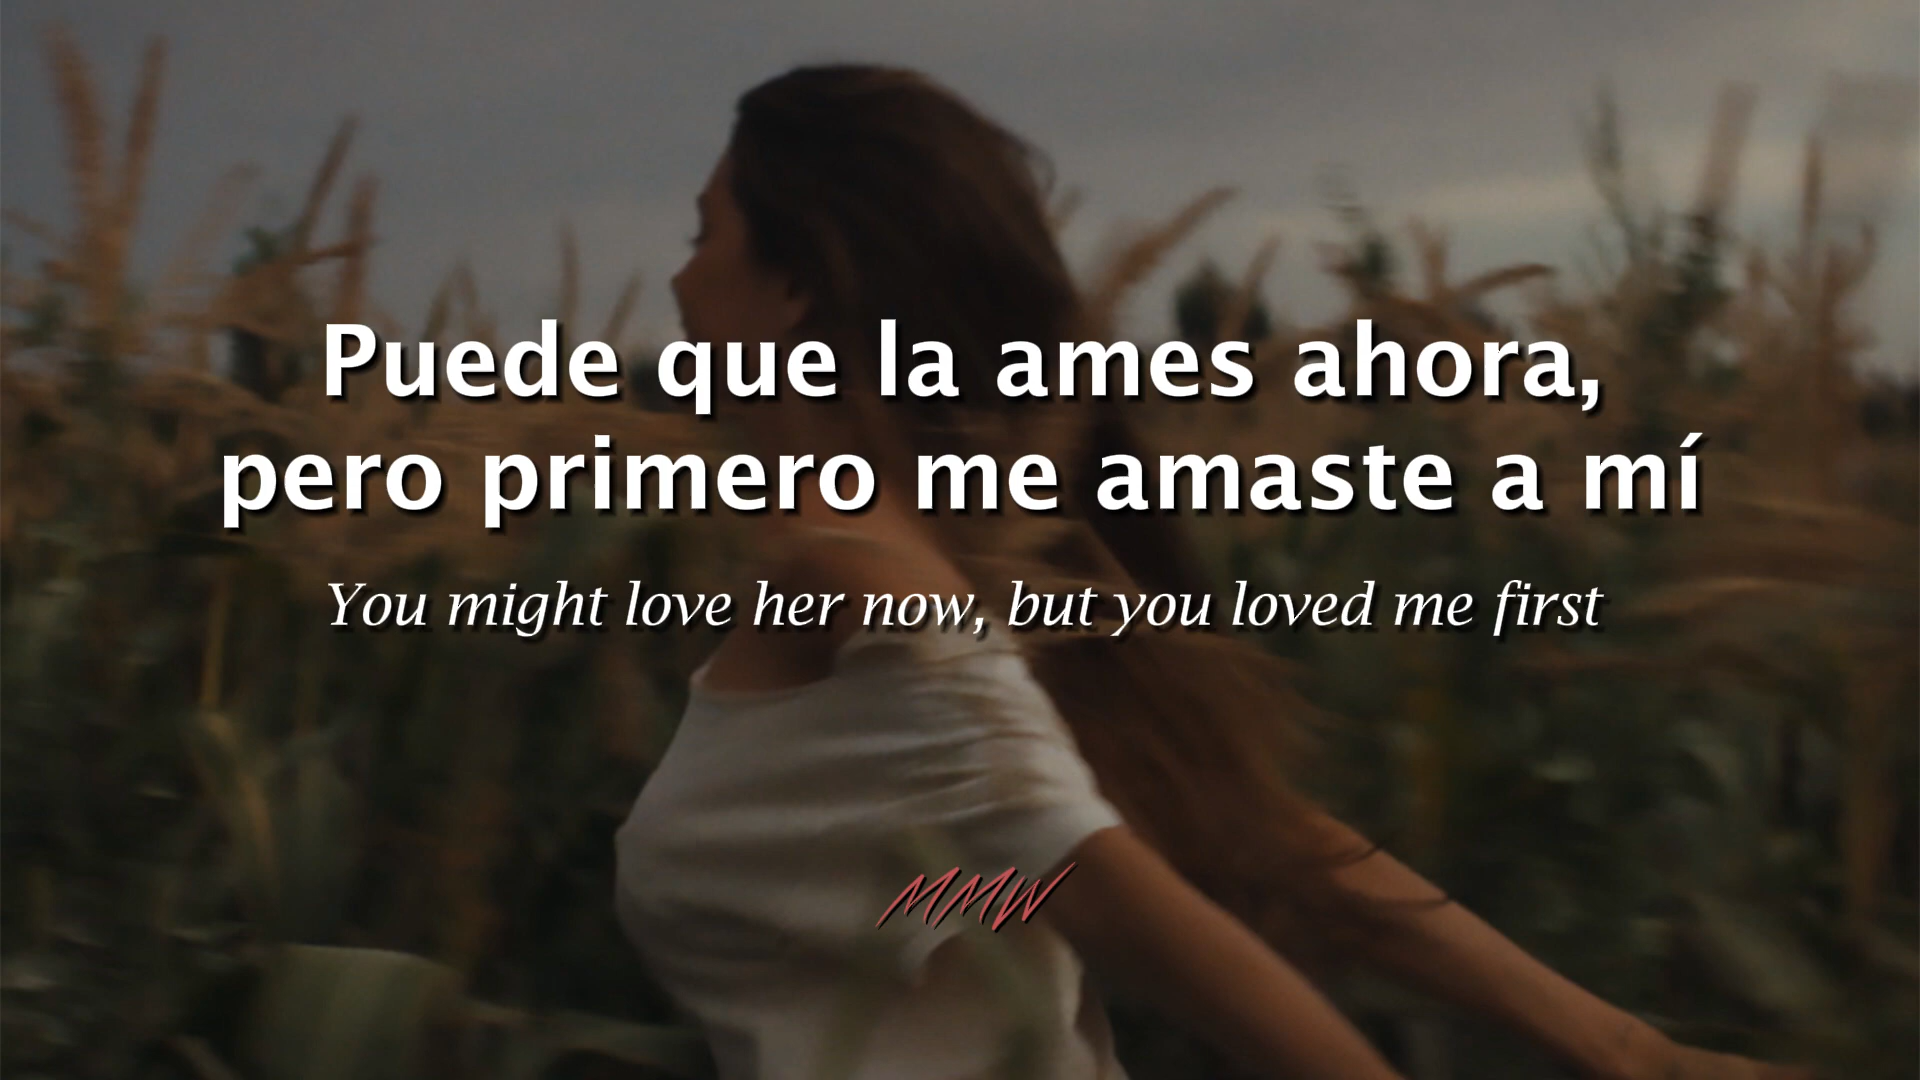 Puede que la ames ahora,
pero primero me amaste a mí
You might love her now, but you loved me first
MMW